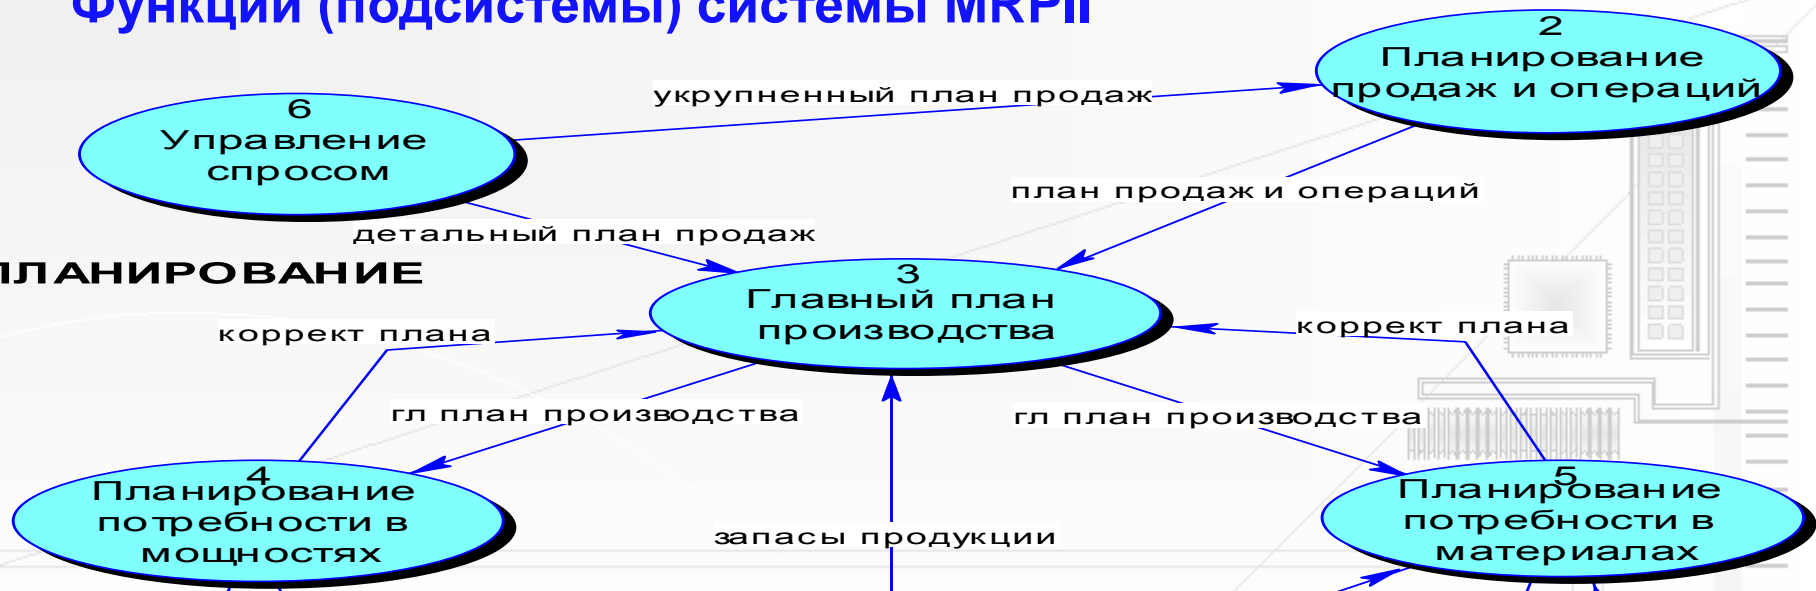 Функции (подсистемы) системы MRPII
2
Планирование
продаж и операций
укрупненный план продаж
6
Управление
спросом
план продаж и операций
детальный план продаж
ПЛАНИРОВАНИЕ
3
Главный план
производства
коррект плана
коррект плана
гл план производства
гл план производства
4
Планирование
потребности в
мощностях
5
Планирование
потребности в
материалах
запасы продукции